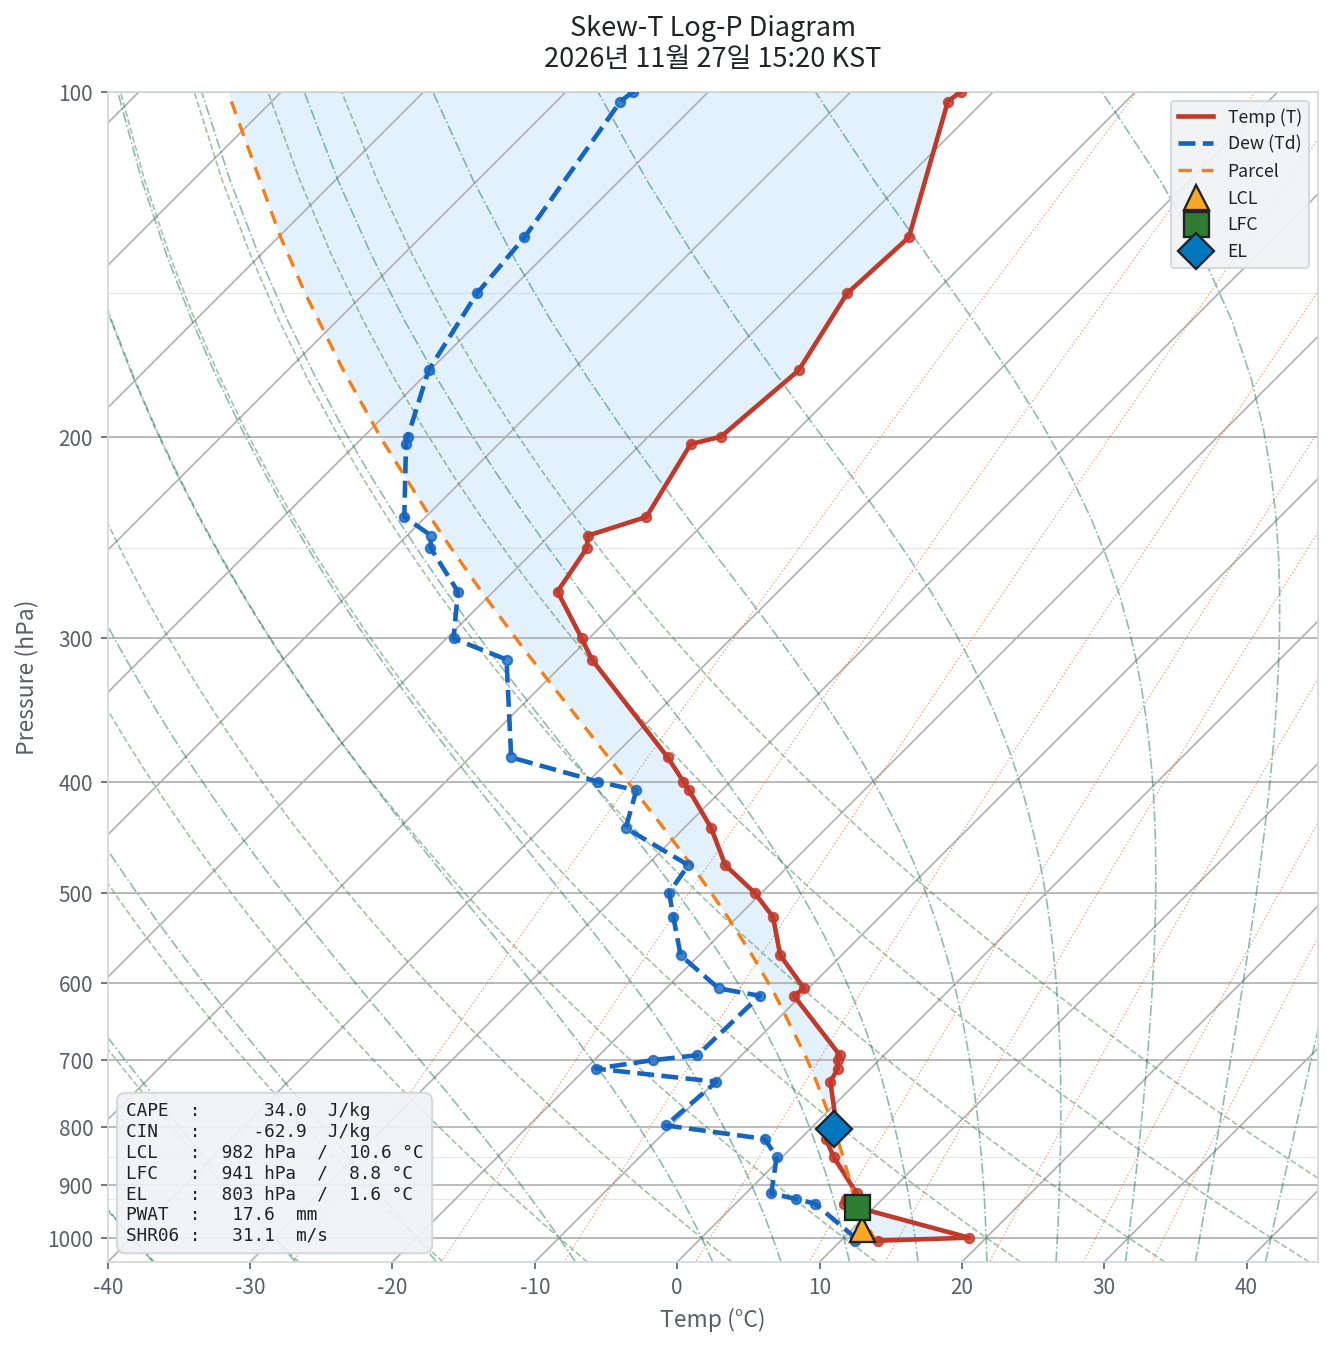 Skew-T Log-P Diagram
2026년 11월 27일 15:20 KST
Temp (T)
Dew (Td)
Parcel
LCL
LFC
EL
Pressure (hPa)
100
200
300
400
500
600
700
800
900
1000
CAPE : 34.0 J/kg
CIN : -62.9 J/kg
LCL : 982 hPa / 10.6 °C
LFC : 941 hPa / 8.8 °C
EL : 803 hPa / 1.6 °C
PWAT : 17.6 mm
SHR06 : 31.1 m/s
-40 -30 -20 -10 0 10 20 30 40
Temp (°C)